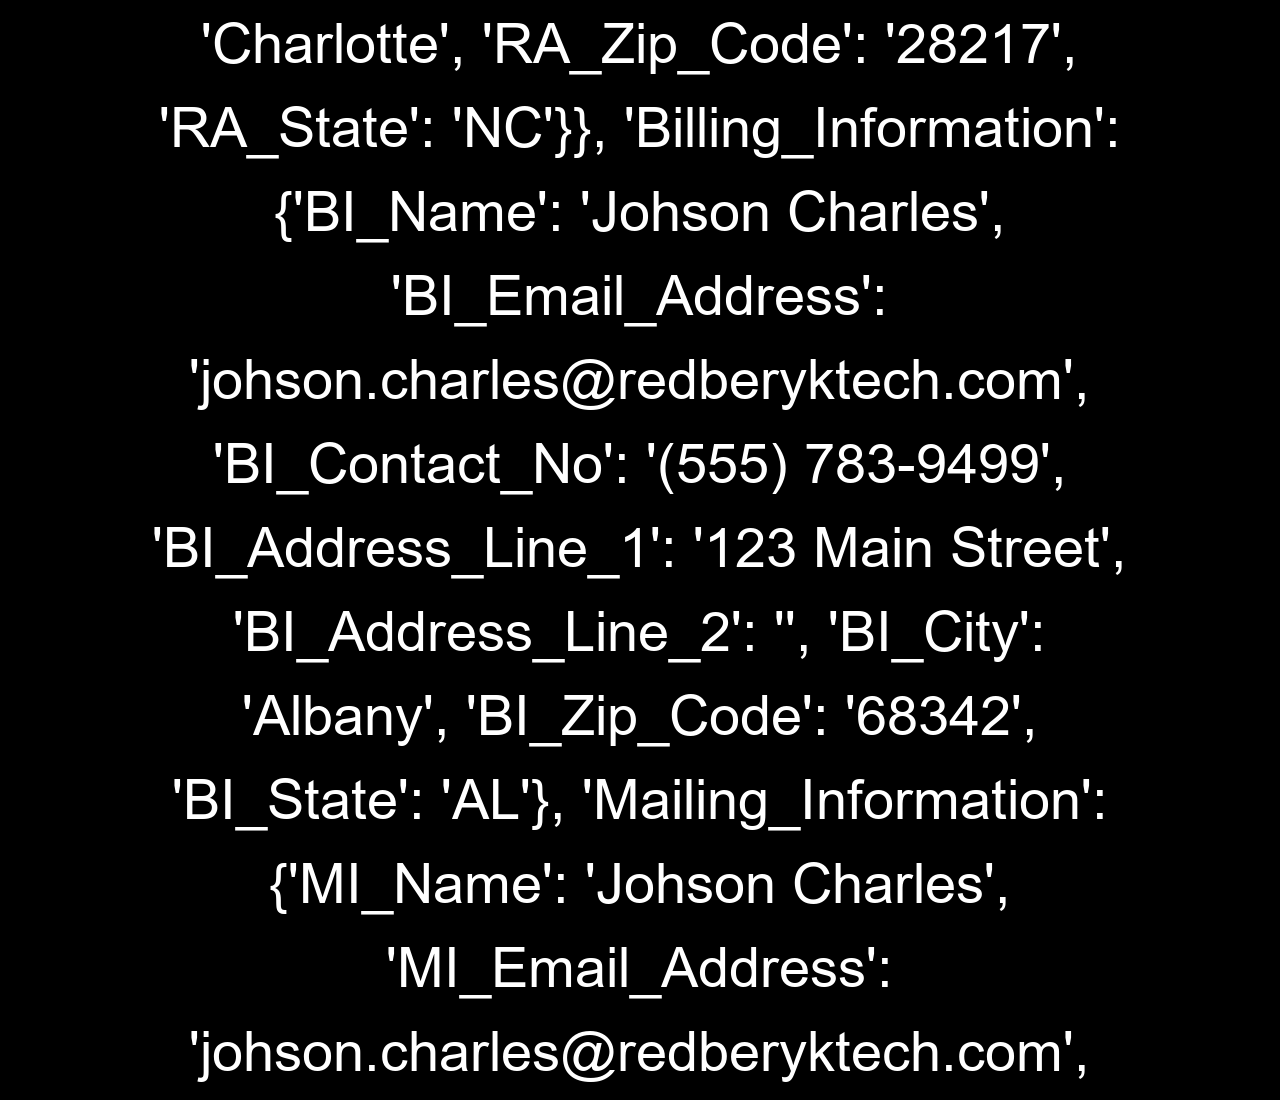 'Charlotte', 'RA_Zip_Code': '28217',
'RA_State': 'NC'}}, 'Billing_Information':
{'BI_Name': 'Johson Charles',
'BI_Email_Address':
'johson.charles@redberyktech.com',
'BI_Contact_No': '(555) 783-9499',
'BI_Address_Line_1': '123 Main Street',
'BI_Address_Line_2': '', 'BI_City':
'Albany', 'BI_Zip_Code': '68342',
'BI_State': 'AL'}, 'Mailing_Information':
{'MI_Name': 'Johson Charles',
'MI_Email_Address':
'johson.charles@redberyktech.com',